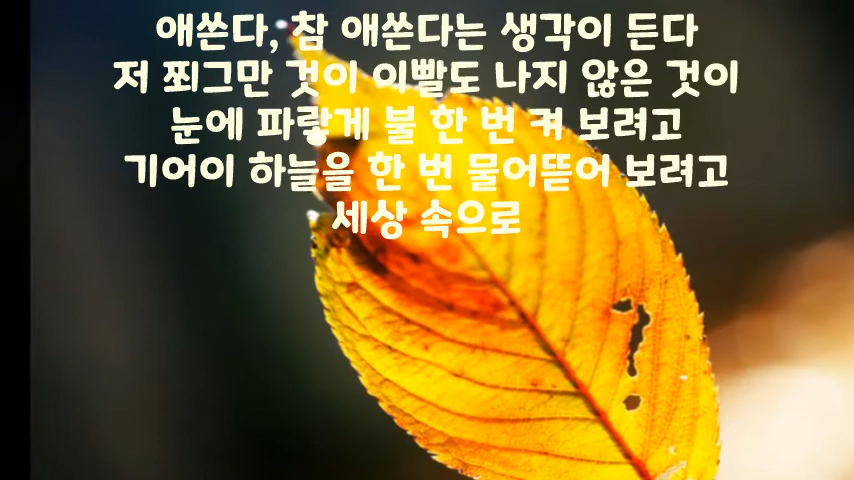 애쓴다, 참 애쓴다는 생각이 든다
저 쬐그만 것이 이빨도 나지 않은 것이
눈에 파랗게 불 한 번 켜 보려고
기어이 하늘을 한 번 물어뜯어 보려고
세상 속으로